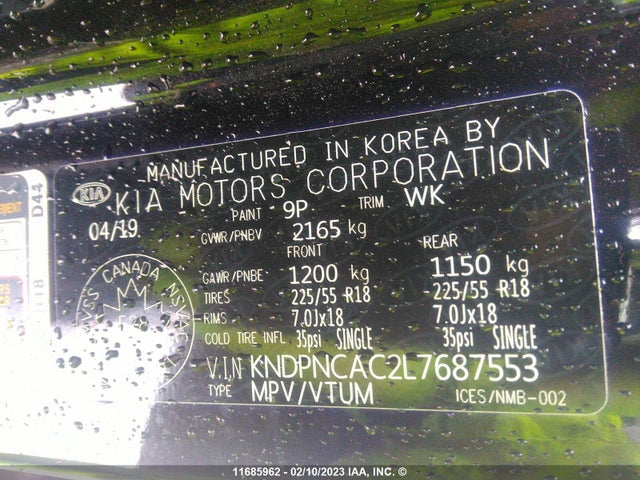 MANUFACTURED IN KOREA BY
KIA KIA MOTORS CORPORATION
04/19 PAINT 9P TRIM WK
GVWR/PNBV 2165 kg
FRONT REAR
GAWR/PNBE 1200 kg 1150 kg
TIRES 225/55 R18 225/55 R18
RIMS 7.0Jx18 7.0Jx18
COLD TIRE INFL 35psi SINGLE 35psi SINGLE
V.I.N KNDPNCAC2L7687553
TYPE MPV/VTUM ICES/NMB-002
CANADA
D44
11685962 - 02/10/2023 IAA, INC. ©